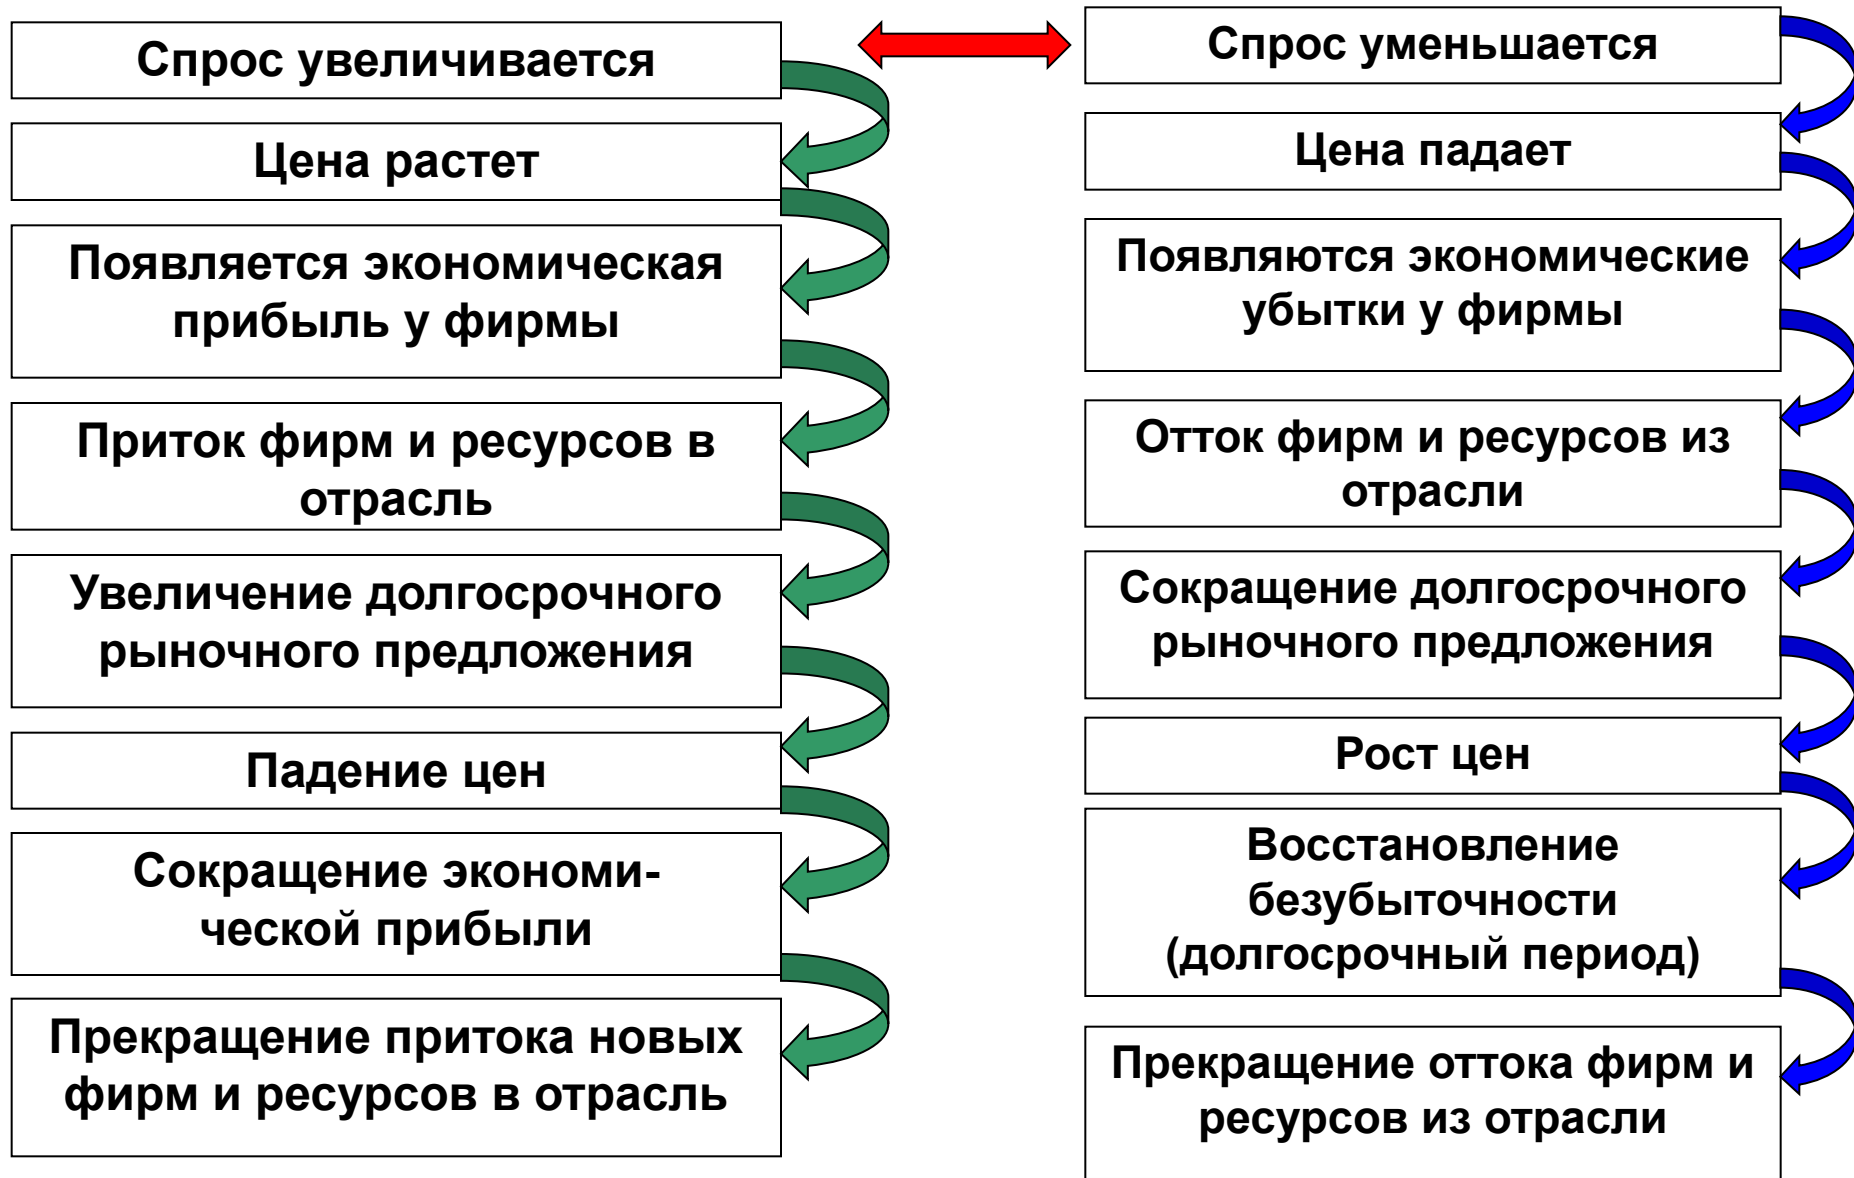 Спрос увеличивается
Цена растет
Появляется экономическая
прибыль у фирмы
Приток фирм и ресурсов в
отрасль
Увеличение долгосрочного
рыночного предложения
Падение цен
Сокращение экономи-
ческой прибыли
Прекращение притока новых
фирм и ресурсов в отрасль
Спрос уменьшается
Цена падает
Появляются экономические
убытки у фирмы
Отток фирм и ресурсов из
отрасли
Сокращение долгосрочного
рыночного предложения
Рост цен
Восстановление
безубыточности
(долгосрочный период)
Прекращение оттока фирм и
ресурсов из отрасли